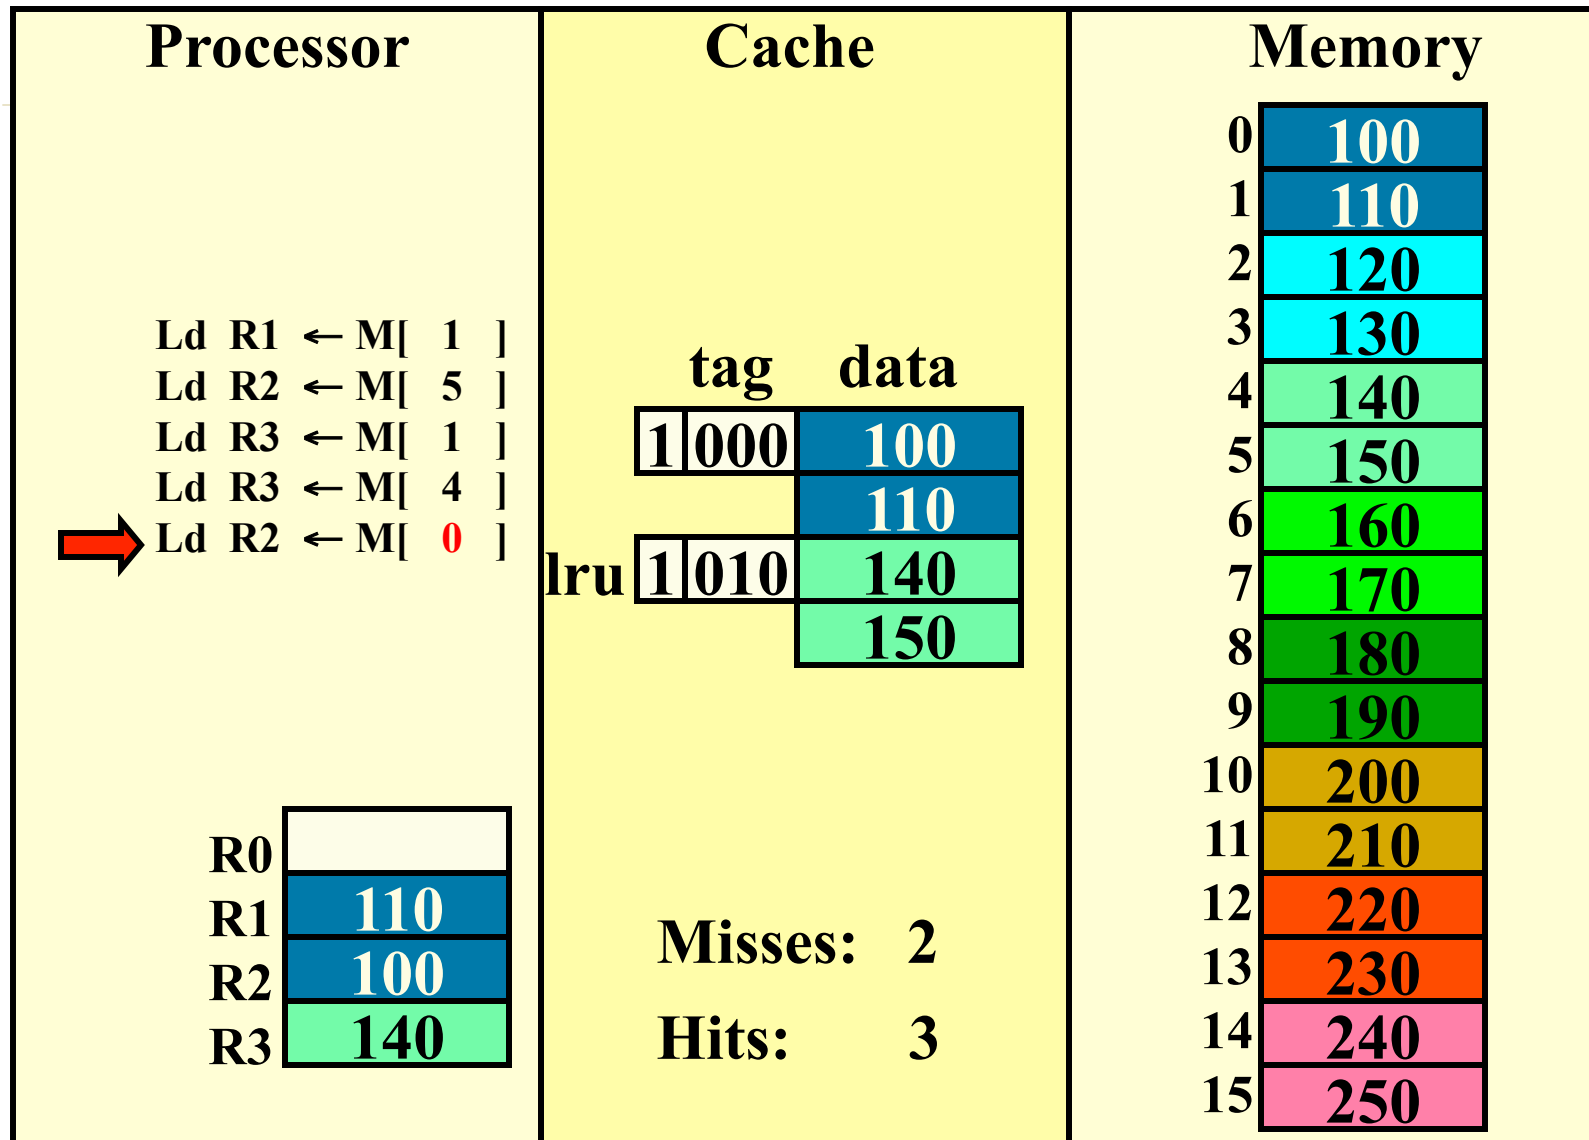 Processor
Ld R1 ← M[ 1 ]
Ld R2 ← M[ 5 ]
Ld R3 ← M[ 1 ]
Ld R3 ← M[ 4 ]
Ld R2 ← M[ 0 ]
R0
R1 110
R2 100
R3 140
Cache
tag data
1 000 100
110
lru 1 010 140
150
Misses: 2
Hits: 3
Memory
0 100
1 110
2 120
3 130
4 140
5 150
6 160
7 170
8 180
9 190
10 200
11 210
12 220
13 230
14 240
15 250